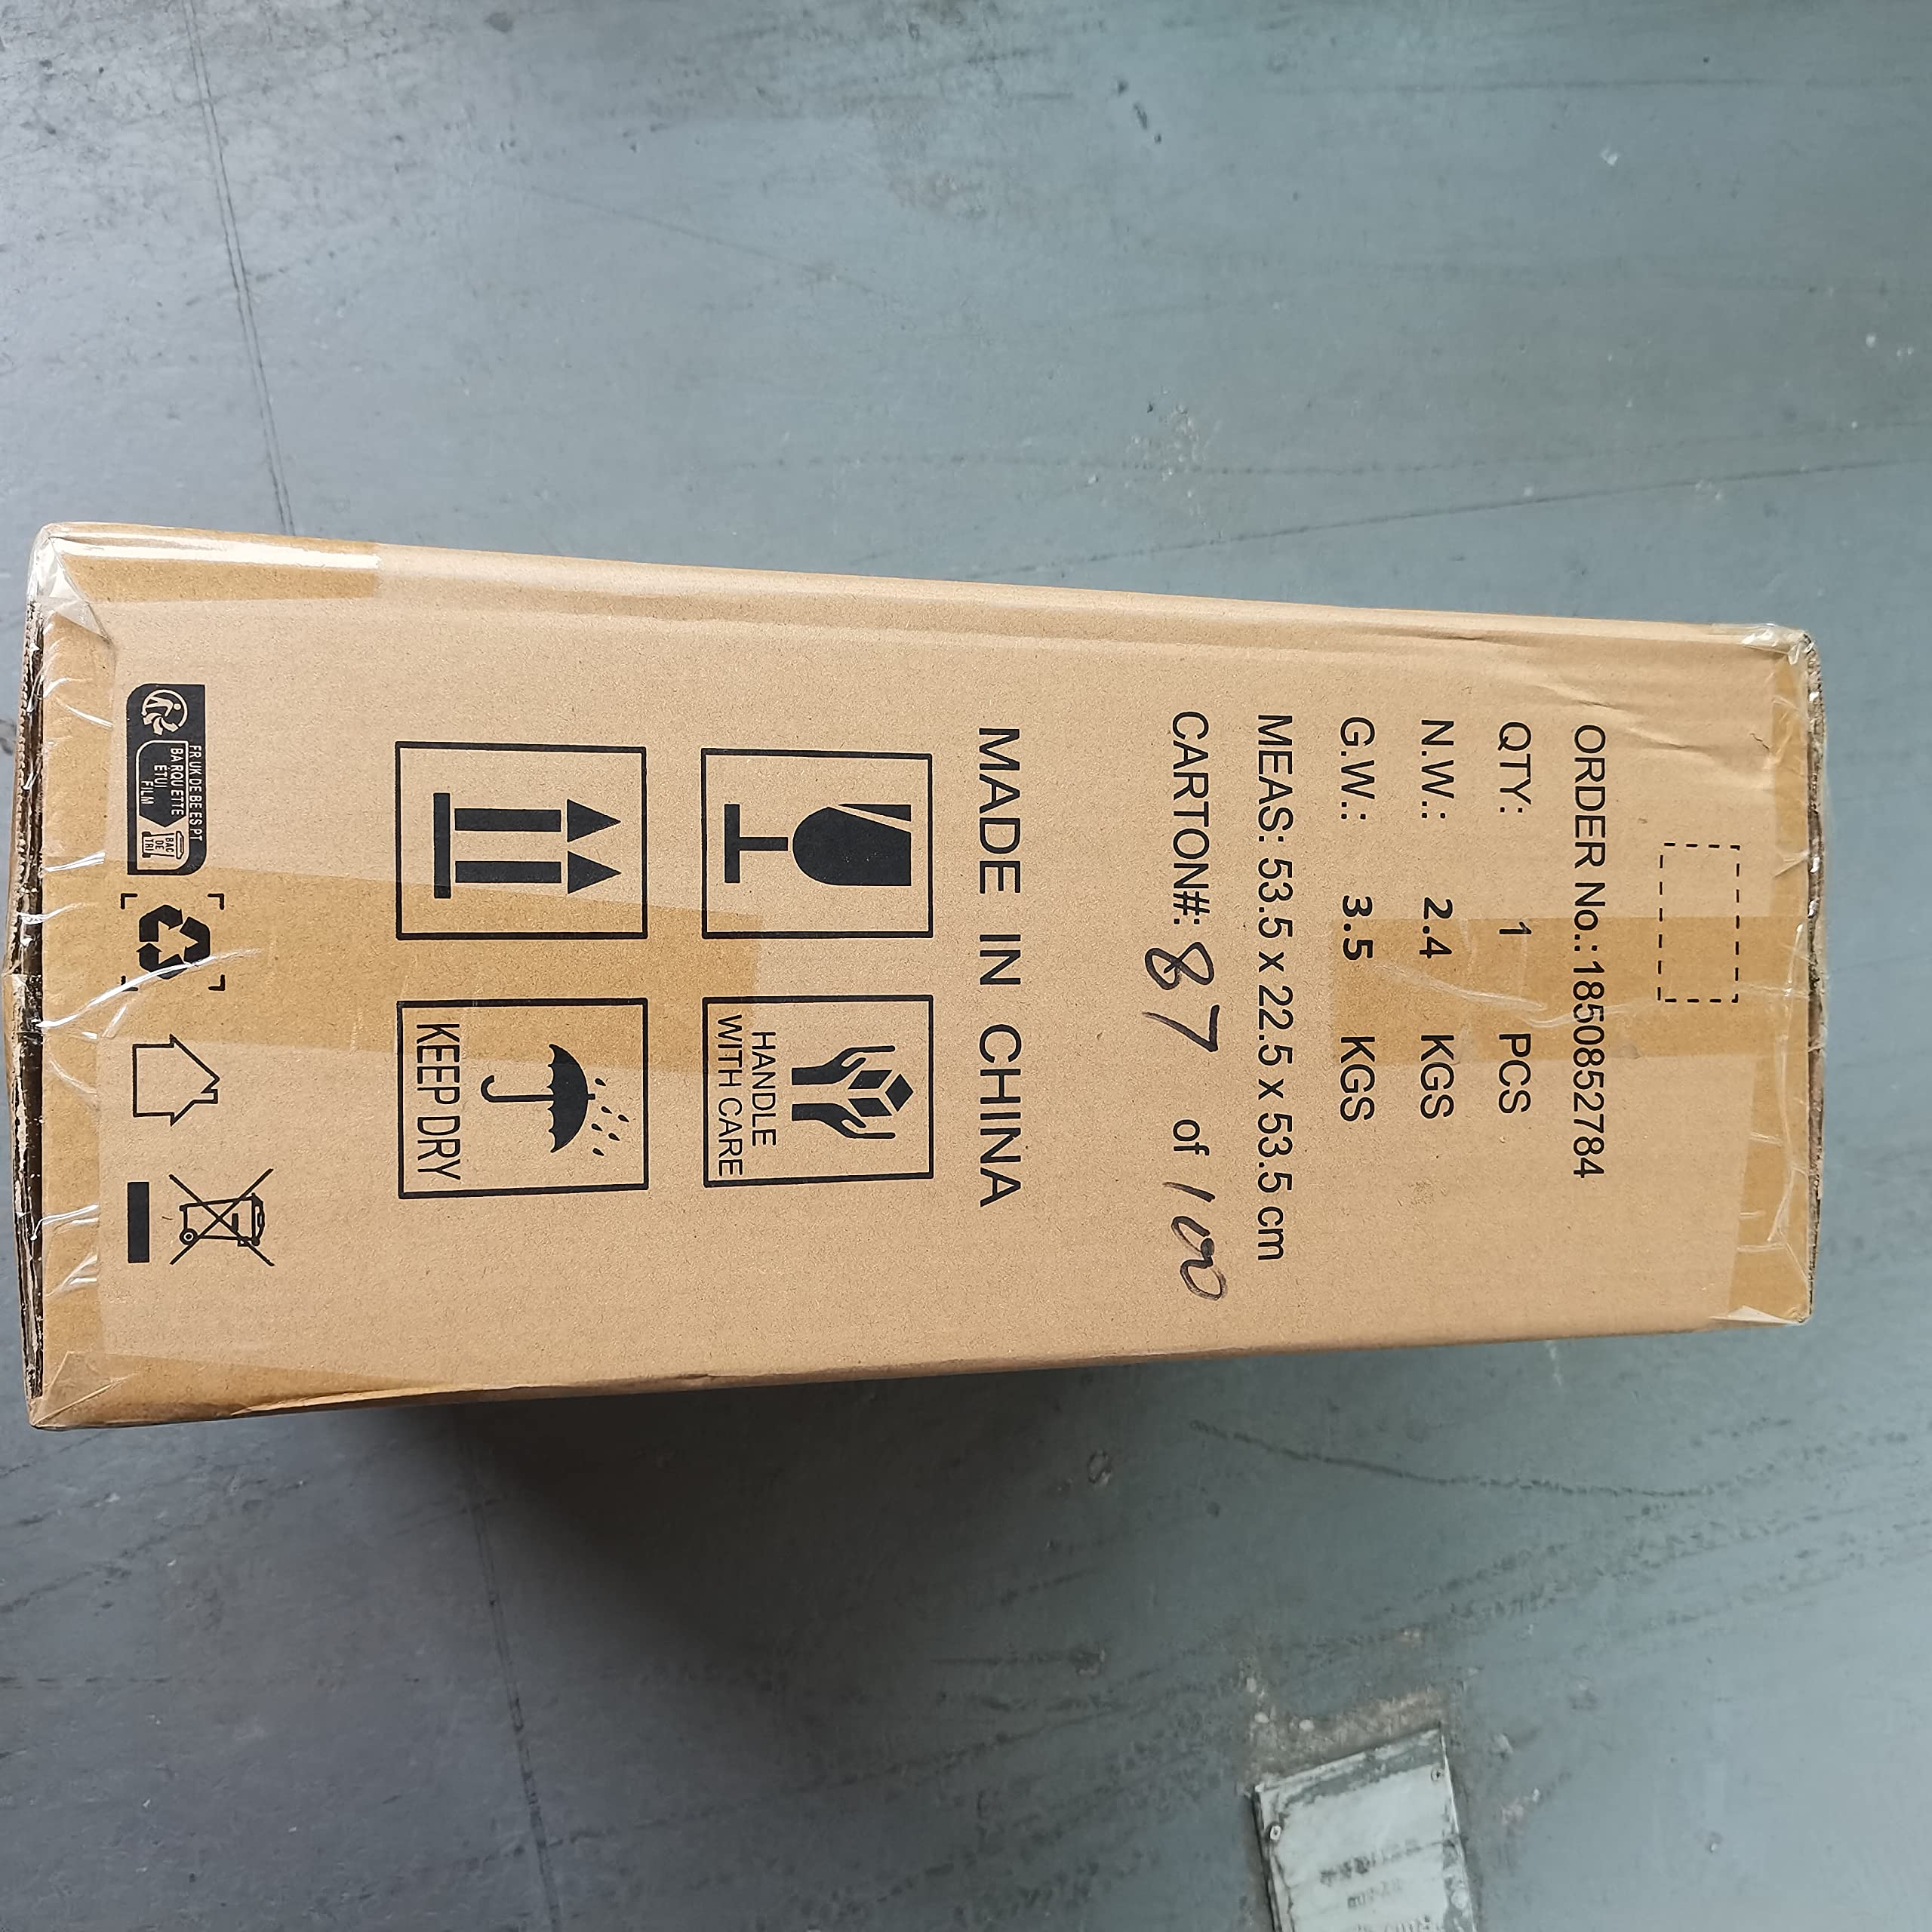 ORDER No.:1850852784
QTY: 1 PCS
N.W.: 2.4 KGS
G.W.: 3.5 KGS
MEAS: 53.5 x 22.5 x 53.5 cm
CARTON#: 87 of 100
MADE IN CHINA
HANDLE
WITH CARE
KEEP DRY
FR UK DE BE ES PT
BARQUETTE
ÉTUI
FILM
BAC
DE
TRI